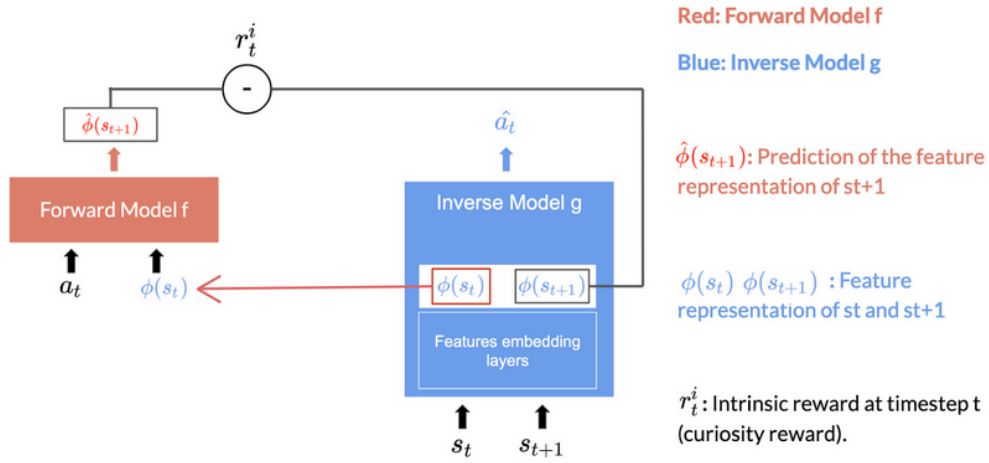 r_t^i
-
Red: Forward Model f
Blue: Inverse Model g
φ̂(s_{t+1})
â_t
φ̂(s_{t+1}): Prediction of the feature
representation of st+1
Forward Model f
Inverse Model g
a_t
φ(s_t)
φ(s_t)
φ(s_{t+1})
φ(s_t) φ(s_{t+1}) : Feature
representation of st and st+1
Features embedding
layers
s_t
s_{t+1}
r_t^i: Intrinsic reward at timestep t
(curiosity reward).